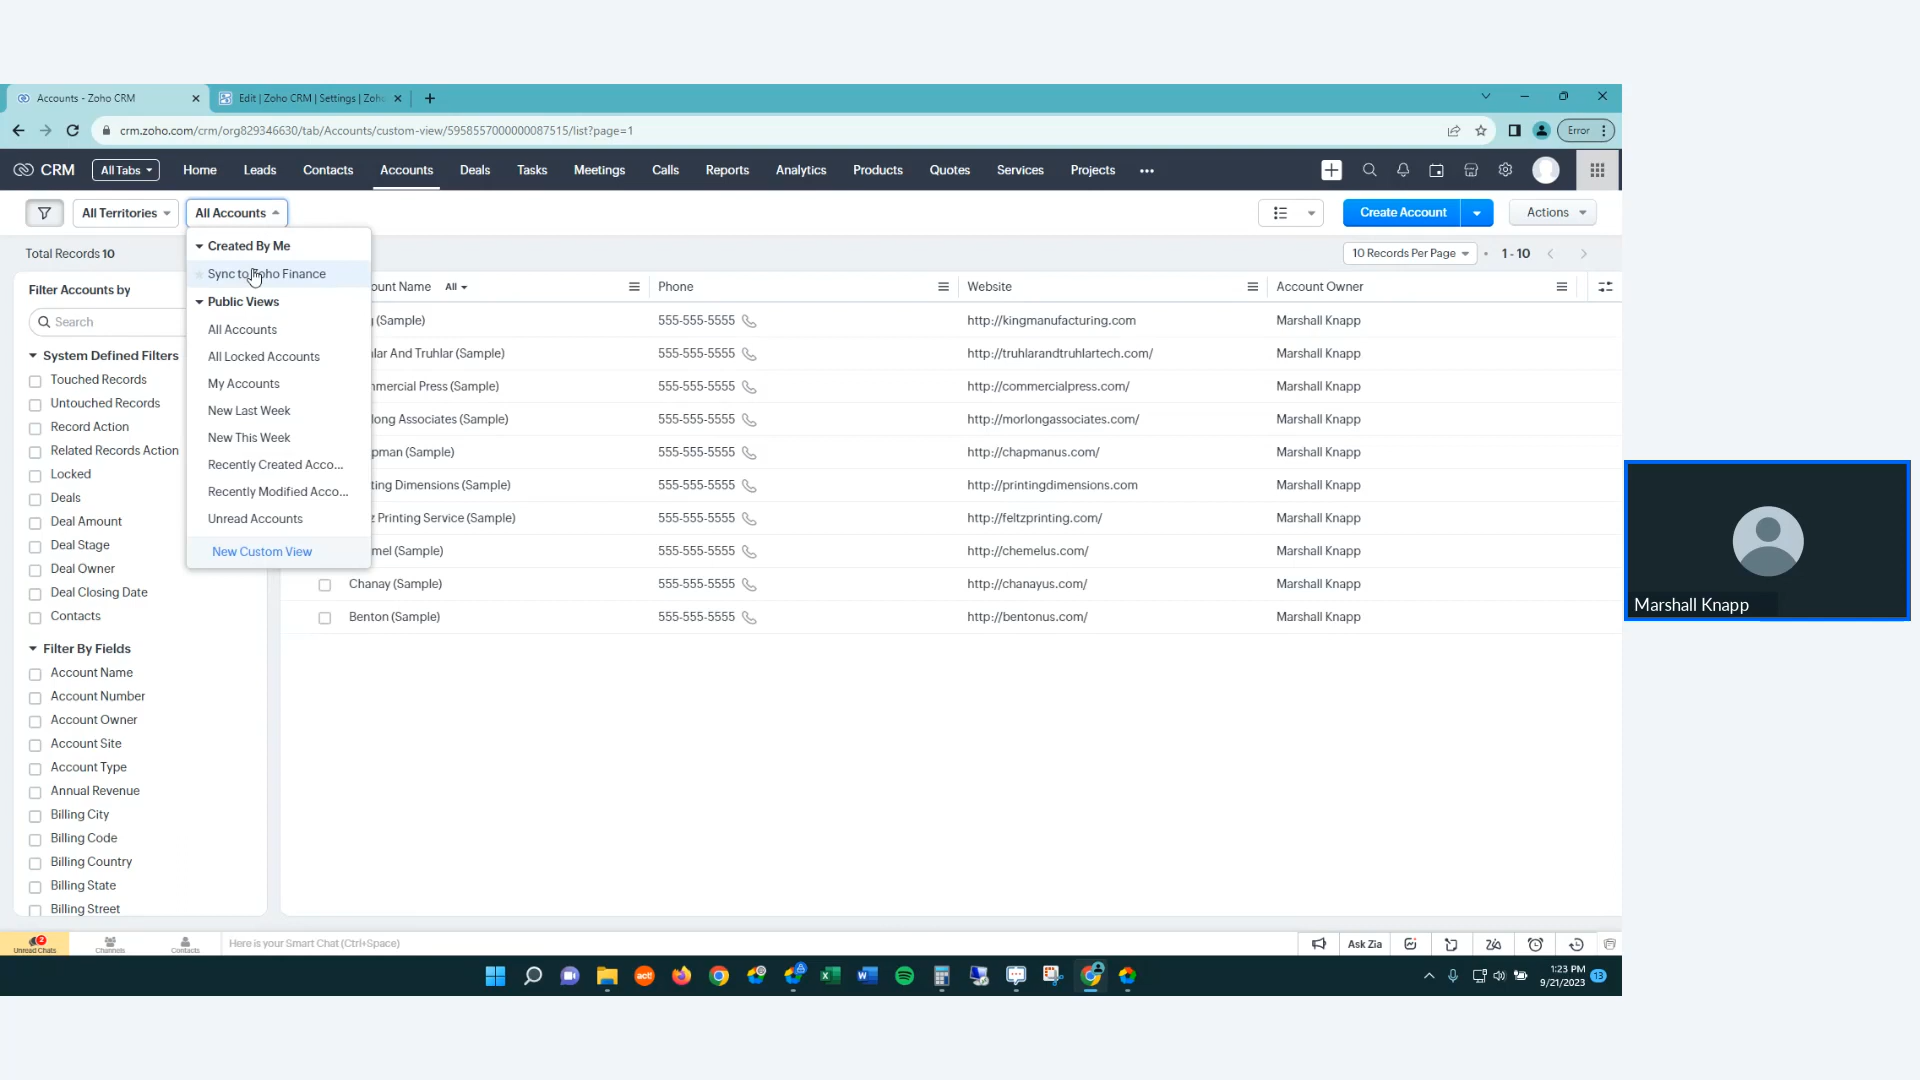 Accounts - Zoho CRM
Edit | Zoho CRM | Settings | Zoho
crm.zoho.com/crm/org829346630/tab/Accounts/custom-view/5958557000000087515/list?page=1
Error
CRM
All Tabs
Home
Leads
Contacts
Accounts
Deals
Tasks
Meetings
Calls
Reports
Analytics
Products
Quotes
Services
Projects
All Territories
All Accounts
Create Account
Actions
Total Records 10
10 Records Per Page
1 - 10
Created By Me
Sync to Zoho Finance
Public Views
All Accounts
All Locked Accounts
My Accounts
New Last Week
New This Week
Recently Created Acco...
Recently Modified Acco...
Unread Accounts
New Custom View
Filter Accounts by
Search
System Defined Filters
Touched Records
Untouched Records
Record Action
Related Records Action
Locked
Deals
Deal Amount
Deal Stage
Deal Owner
Deal Closing Date
Contacts
Filter By Fields
Account Name
Account Number
Account Owner
Account Site
Account Type
Annual Revenue
Billing City
Billing Code
Billing Country
Billing State
Billing Street
ount Name All Phone Website Account Owner
(Sample) 555-555-5555 http://kingmanufacturing.com Marshall Knapp
lar And Truhlar (Sample) 555-555-5555 http://truhlarandtruhlartech.com/ Marshall Knapp
mercial Press (Sample) 555-555-5555 http://commercialpress.com/ Marshall Knapp
long Associates (Sample) 555-555-5555 http://morlongassociates.com/ Marshall Knapp
pman (Sample) 555-555-5555 http://chapmanus.com/ Marshall Knapp
ting Dimensions (Sample) 555-555-5555 http://printingdimensions.com Marshall Knapp
z Printing Service (Sample) 555-555-5555 http://feltzprinting.com/ Marshall Knapp
mel (Sample) 555-555-5555 http://chemelus.com/ Marshall Knapp
Chanay (Sample) 555-555-5555 http://chanayus.com/ Marshall Knapp
Benton (Sample) 555-555-5555 http://bentonus.com/ Marshall Knapp
Marshall Knapp
2
Unread Chats
Channels
Contacts
Here is your Smart Chat (Ctrl+Space)
Ask Zia
act!
1:23 PM
9/21/2023
13